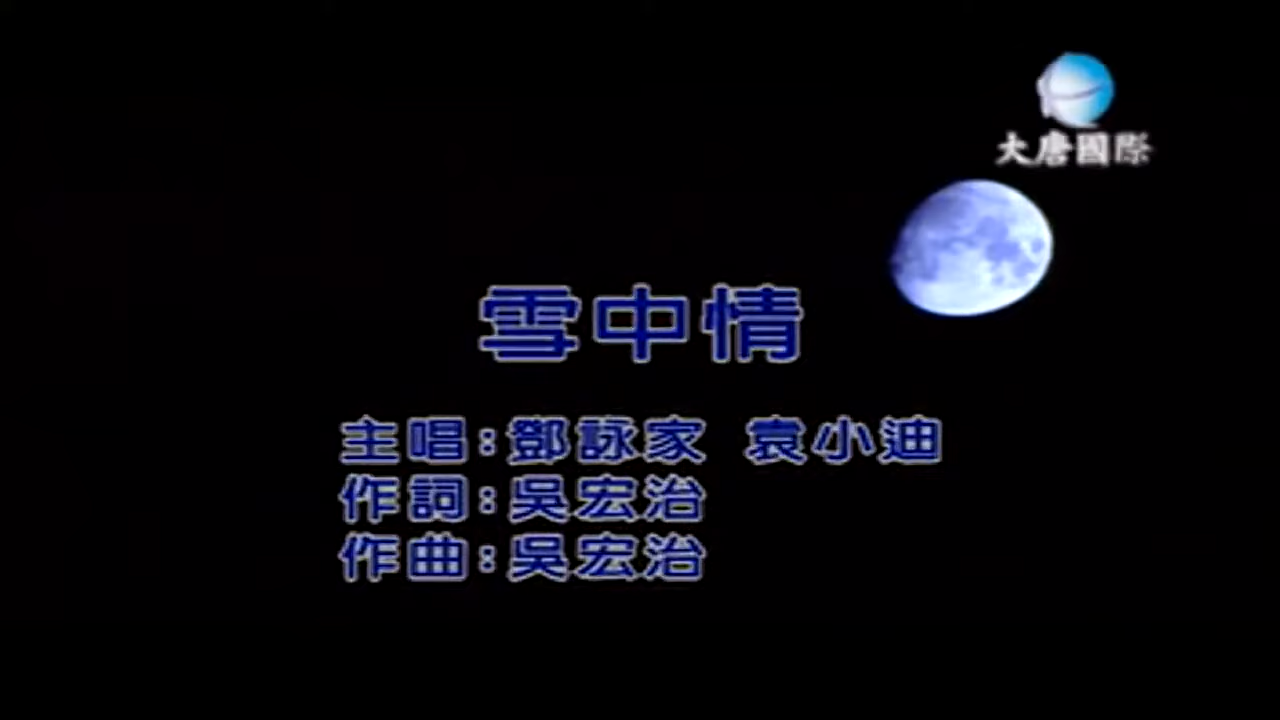 大唐國際
雪中情
主唱:鄧詠家 袁小迪
作詞:吳宏治
作曲:吳宏治